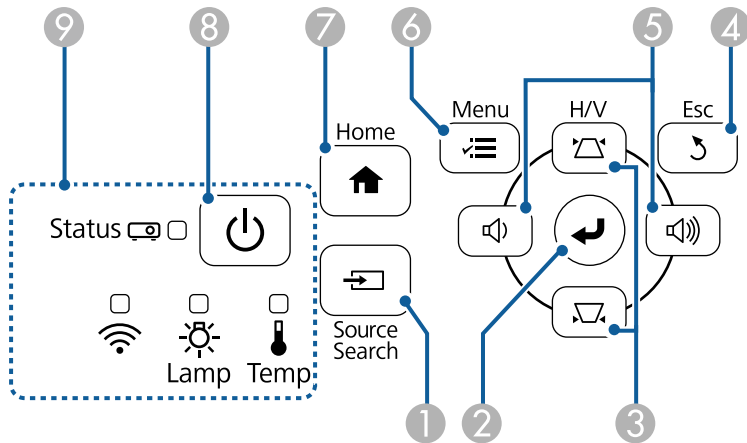 9 8 7 6 5 4
Menu H/V Esc
Home
Status
Source
Search
Lamp Temp
1 2 3